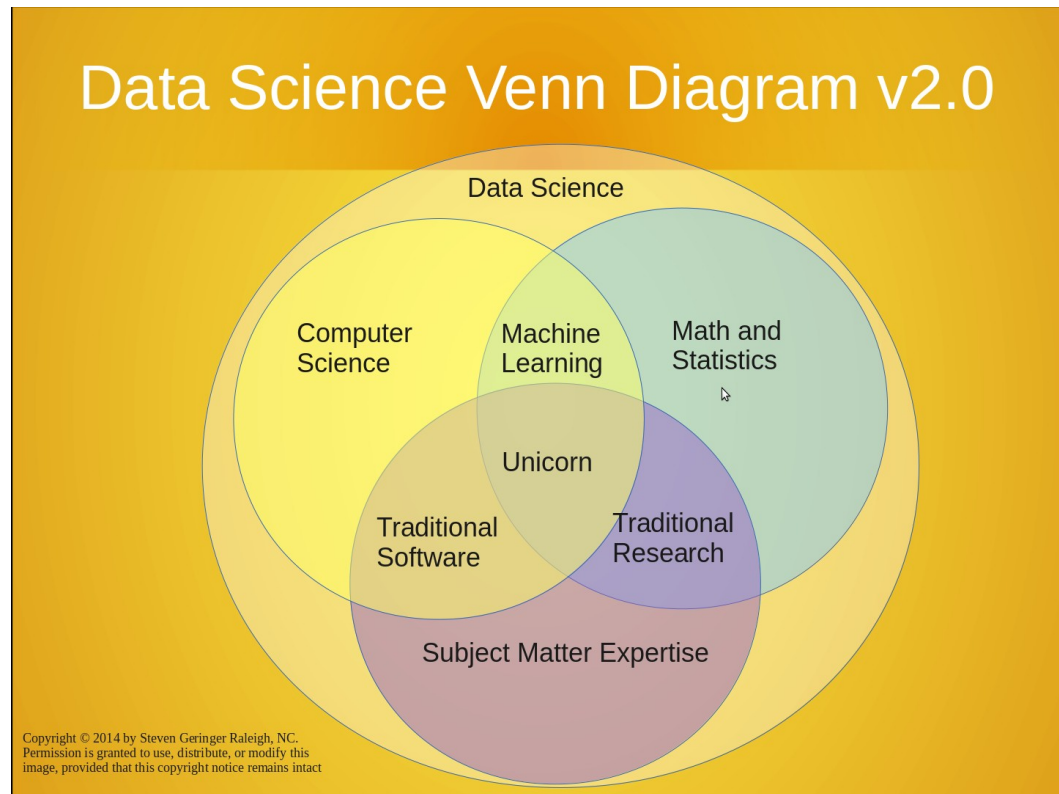 Data Science Venn Diagram v2.0
Data Science
Computer
Science
Machine
Learning
Math and
Statistics
Unicorn
Traditional
Software
Traditional
Research
Subject Matter Expertise
Copyright © 2014 by Steven Geringer Raleigh, NC.
Permission is granted to use, distribute, or modify this
image, provided that this copyright notice remains intact